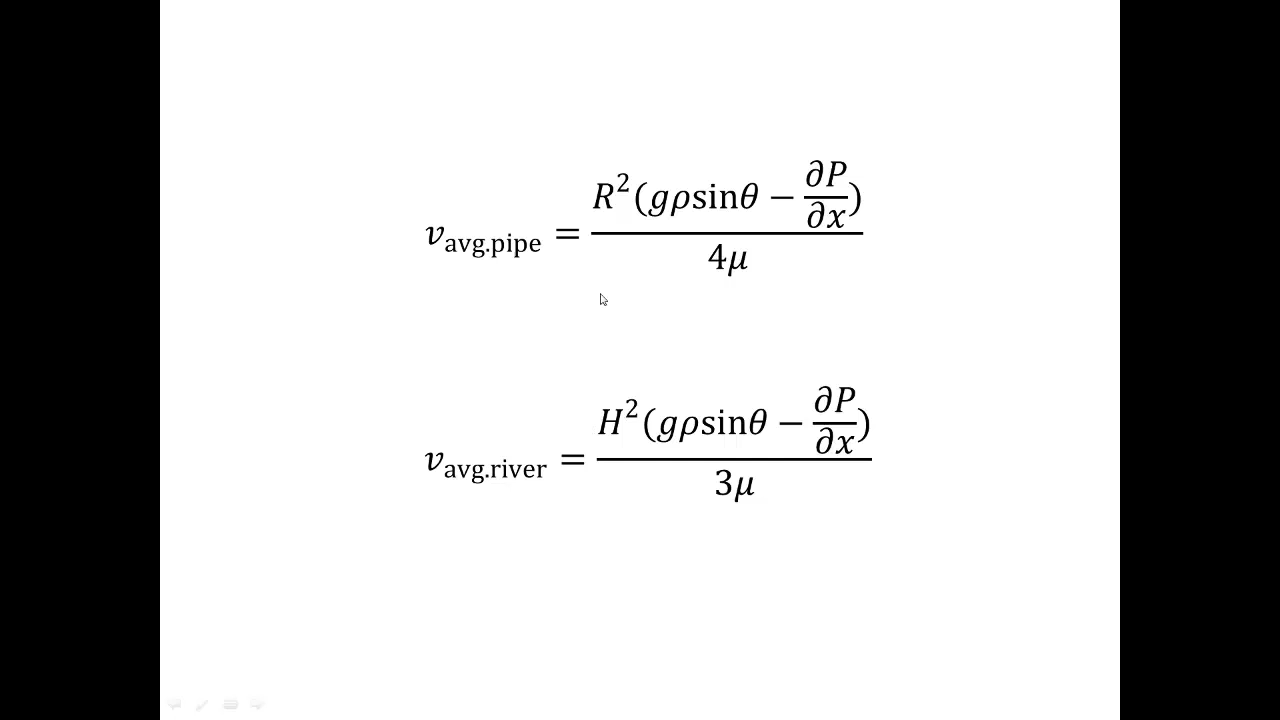 v_avg.pipe = R²(gρsinθ − ∂P/∂x) / 4μ
v_avg.river = H²(gρsinθ − ∂P/∂x) / 3μ